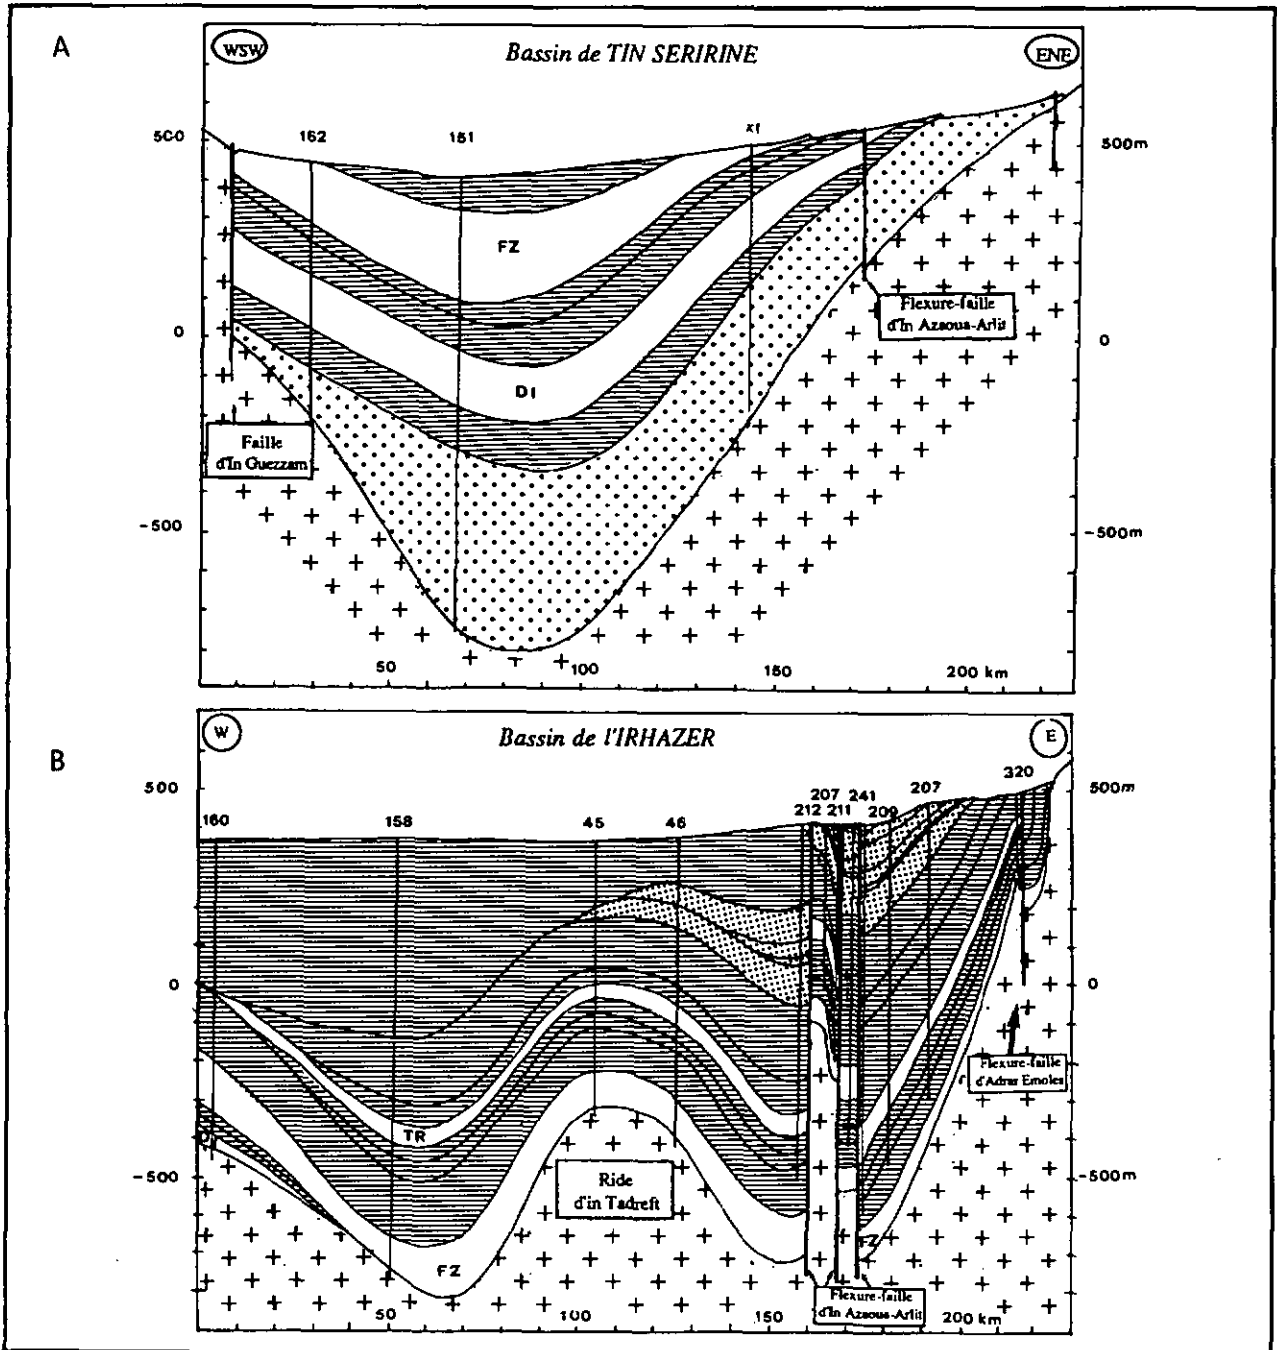 A
WSW
Bassin de TIN SERIRINE
ENE
500
162
151
x1
500m
FZ
Flexure-faille
d'In Azaoua-Arlit
0
0
DI
Faille
d'In Guezzam
-500
-500m
50
100
150
200 km
B
W
Bassin de l'IRHAZER
E
500
320
500m
207
241
207
212
211
209
160
158
45
46
0
0
Flexure-faille
d'Adrar Emoles
TR
-500
-500m
Ride
d'in Tadreft
FZ
Flexure-faille
d'In Azaoua-Arlit
50
100
150
200 km